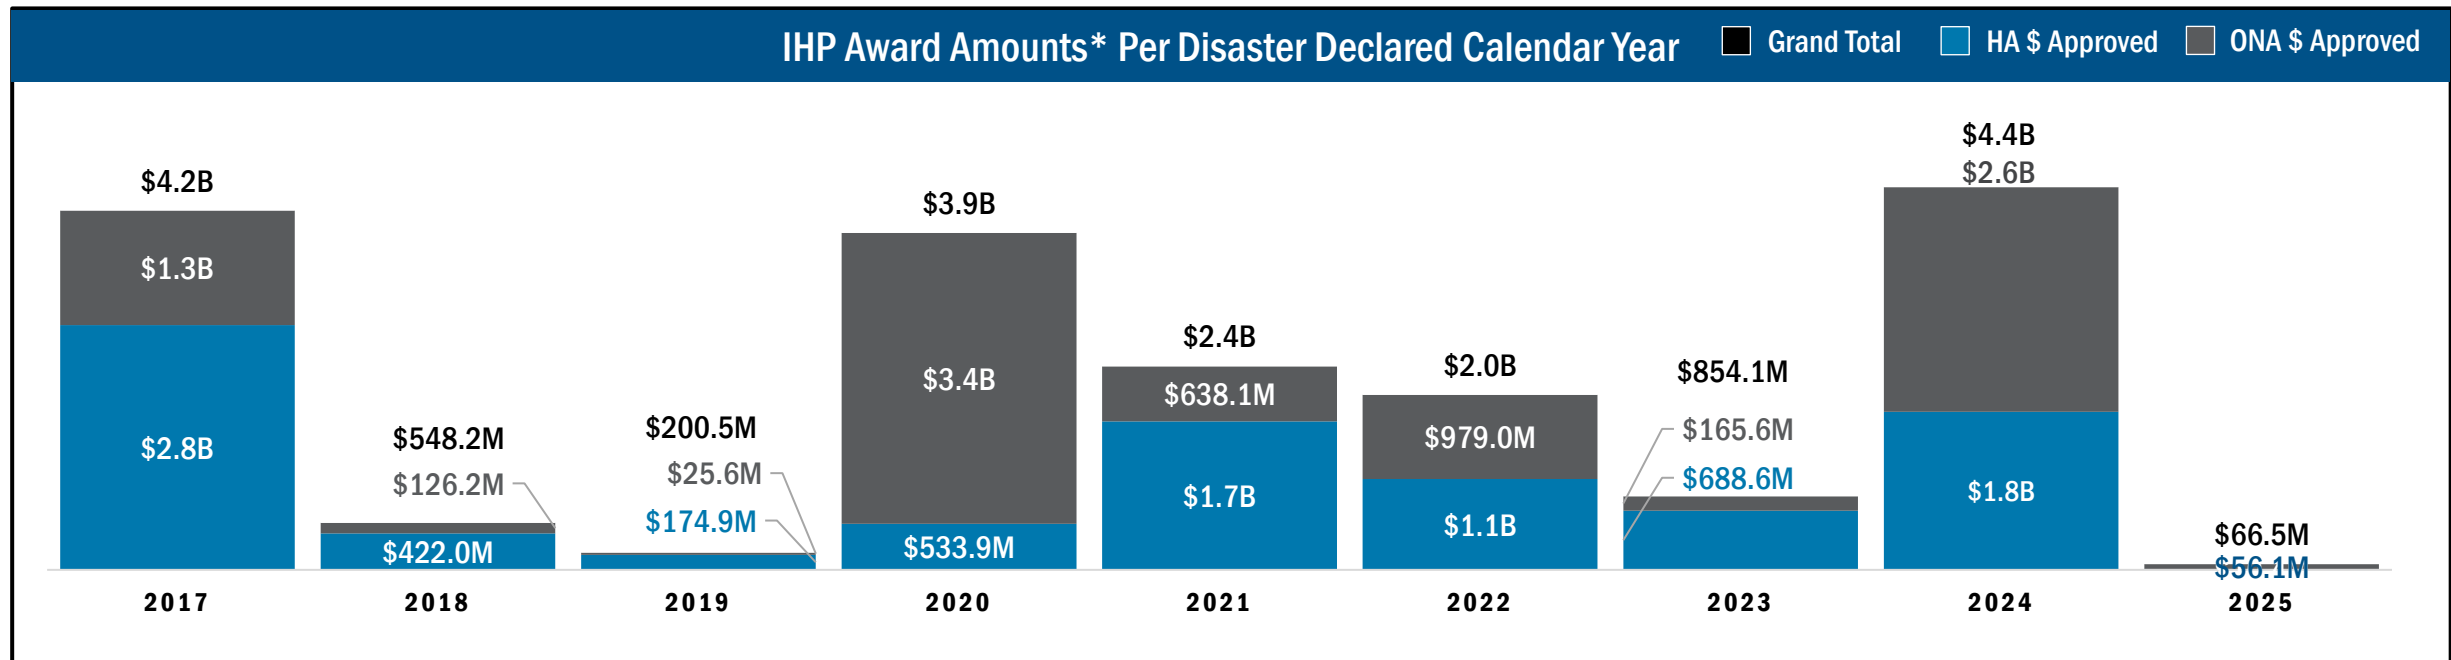 IHP Award Amounts* Per Disaster Declared Calendar Year
Grand Total
HA $ Approved
ONA $ Approved
$4.2B
$1.3B
$2.8B
2017
$548.2M
$126.2M
$422.0M
2018
$200.5M
$25.6M
$174.9M
2019
$3.9B
$3.4B
$533.9M
2020
$2.4B
$638.1M
$1.7B
2021
$2.0B
$979.0M
$1.1B
2022
$854.1M
$165.6M
$688.6M
2023
$4.4B
$2.6B
$1.8B
2024
$66.5M
$56.1M
2025